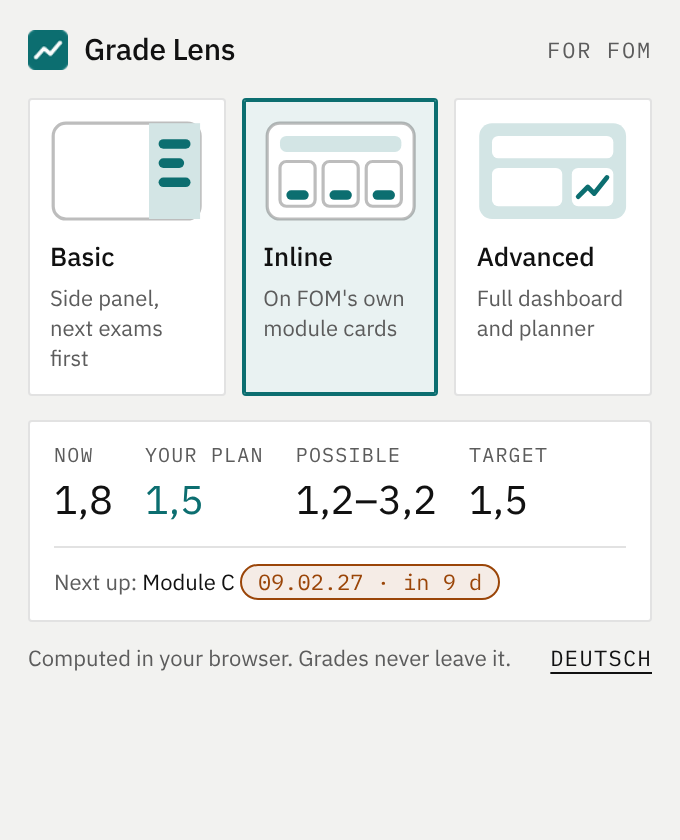 Grade Lens
FOR FOM
Basic
Side panel,
next exams
first
Inline
On FOM's own
module cards
Advanced
Full dashboard
and planner
NOW
1,8
YOUR PLAN
1,5
POSSIBLE
1,2–3,2
TARGET
1,5
Next up: Module C 09.02.27 · in 9 d
Computed in your browser. Grades never leave it.
DEUTSCH